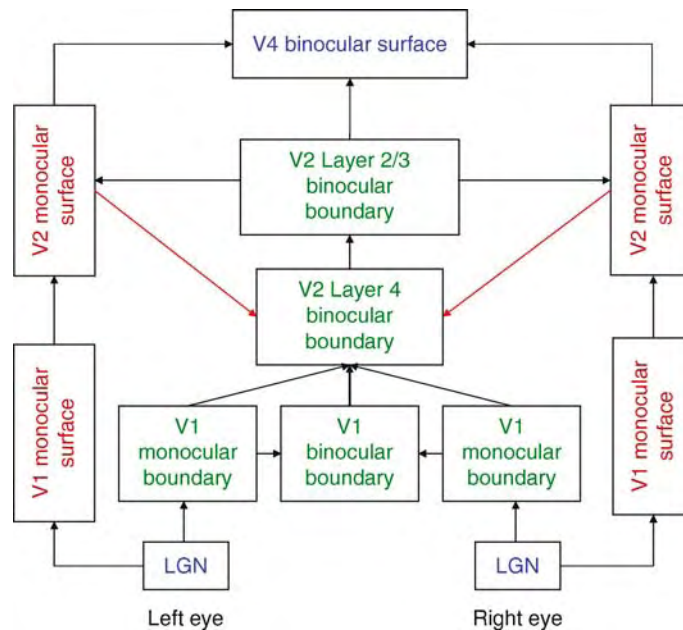 V4 binocular surface
V2 monocular
surface
V2 Layer 2/3
binocular
boundary
V2 monocular
surface
V2 Layer 4
binocular
boundary
V1 monocular
surface
V1
monocular
boundary
V1
binocular
boundary
V1
monocular
boundary
V1 monocular
surface
LGN
LGN
Left eye
Right eye